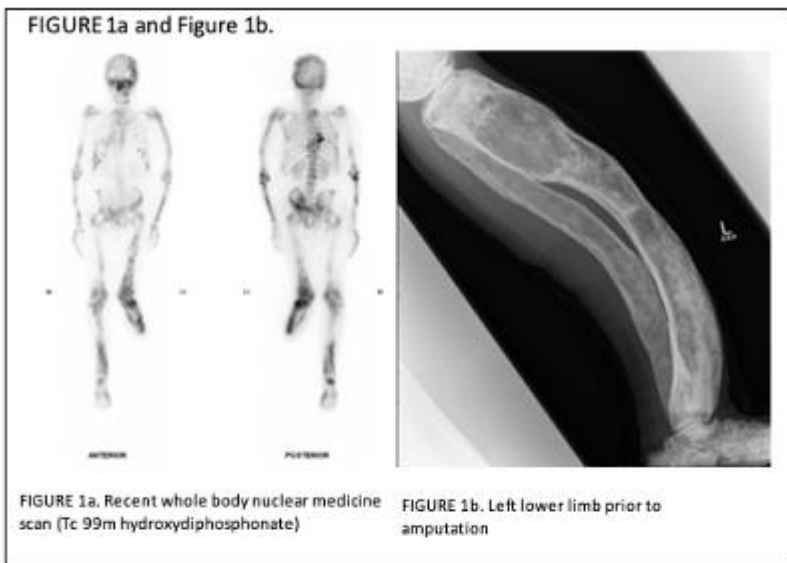 FIGURE 1a and Figure 1b.
L
ANTERIOR
POSTERIOR
FIGURE 1a. Recent whole body nuclear medicine
scan (Tc 99m hydroxydiphosphonate)
FIGURE 1b. Left lower limb prior to
amputation